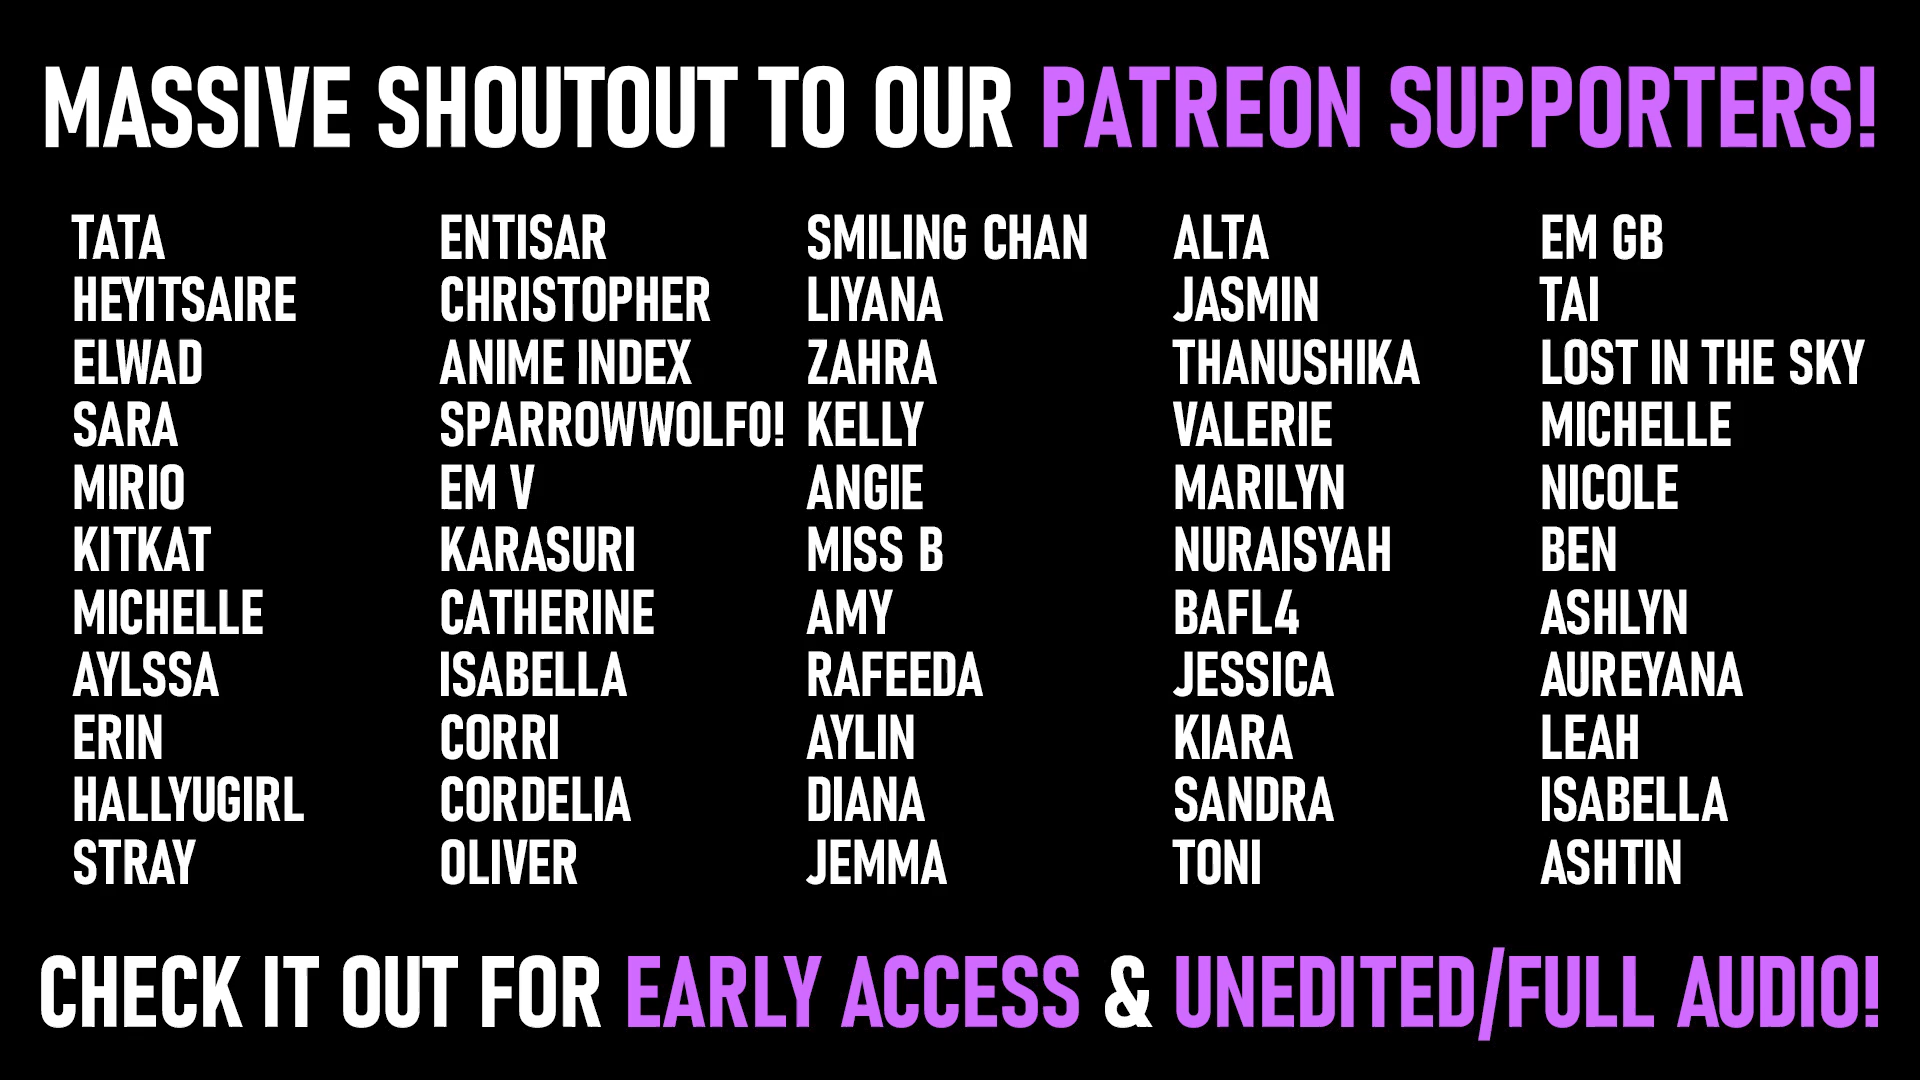 MASSIVE SHOUTOUT TO OUR PATREON SUPPORTERS!
TATA
HEYITSAIRE
ELWAD
SARA
MIRIO
KITKAT
MICHELLE
AYLSSA
ERIN
HALLYUGIRL
STRAY
ENTISAR
CHRISTOPHER
ANIME INDEX
SPARROWWOLFO!
EM V
KARASURI
CATHERINE
ISABELLA
CORRI
CORDELIA
OLIVER
SMILING CHAN
LIYANA
ZAHRA
KELLY
ANGIE
MISS B
AMY
RAFEEDA
AYLIN
DIANA
JEMMA
ALTA
JASMIN
THANUSHIKA
VALERIE
MARILYN
NURAISYAH
BAFL4
JESSICA
KIARA
SANDRA
TONI
EM GB
TAI
LOST IN THE SKY
MICHELLE
NICOLE
BEN
ASHLYN
AUREYANA
LEAH
ISABELLA
ASHTIN
CHECK IT OUT FOR EARLY ACCESS & UNEDITED/FULL AUDIO!